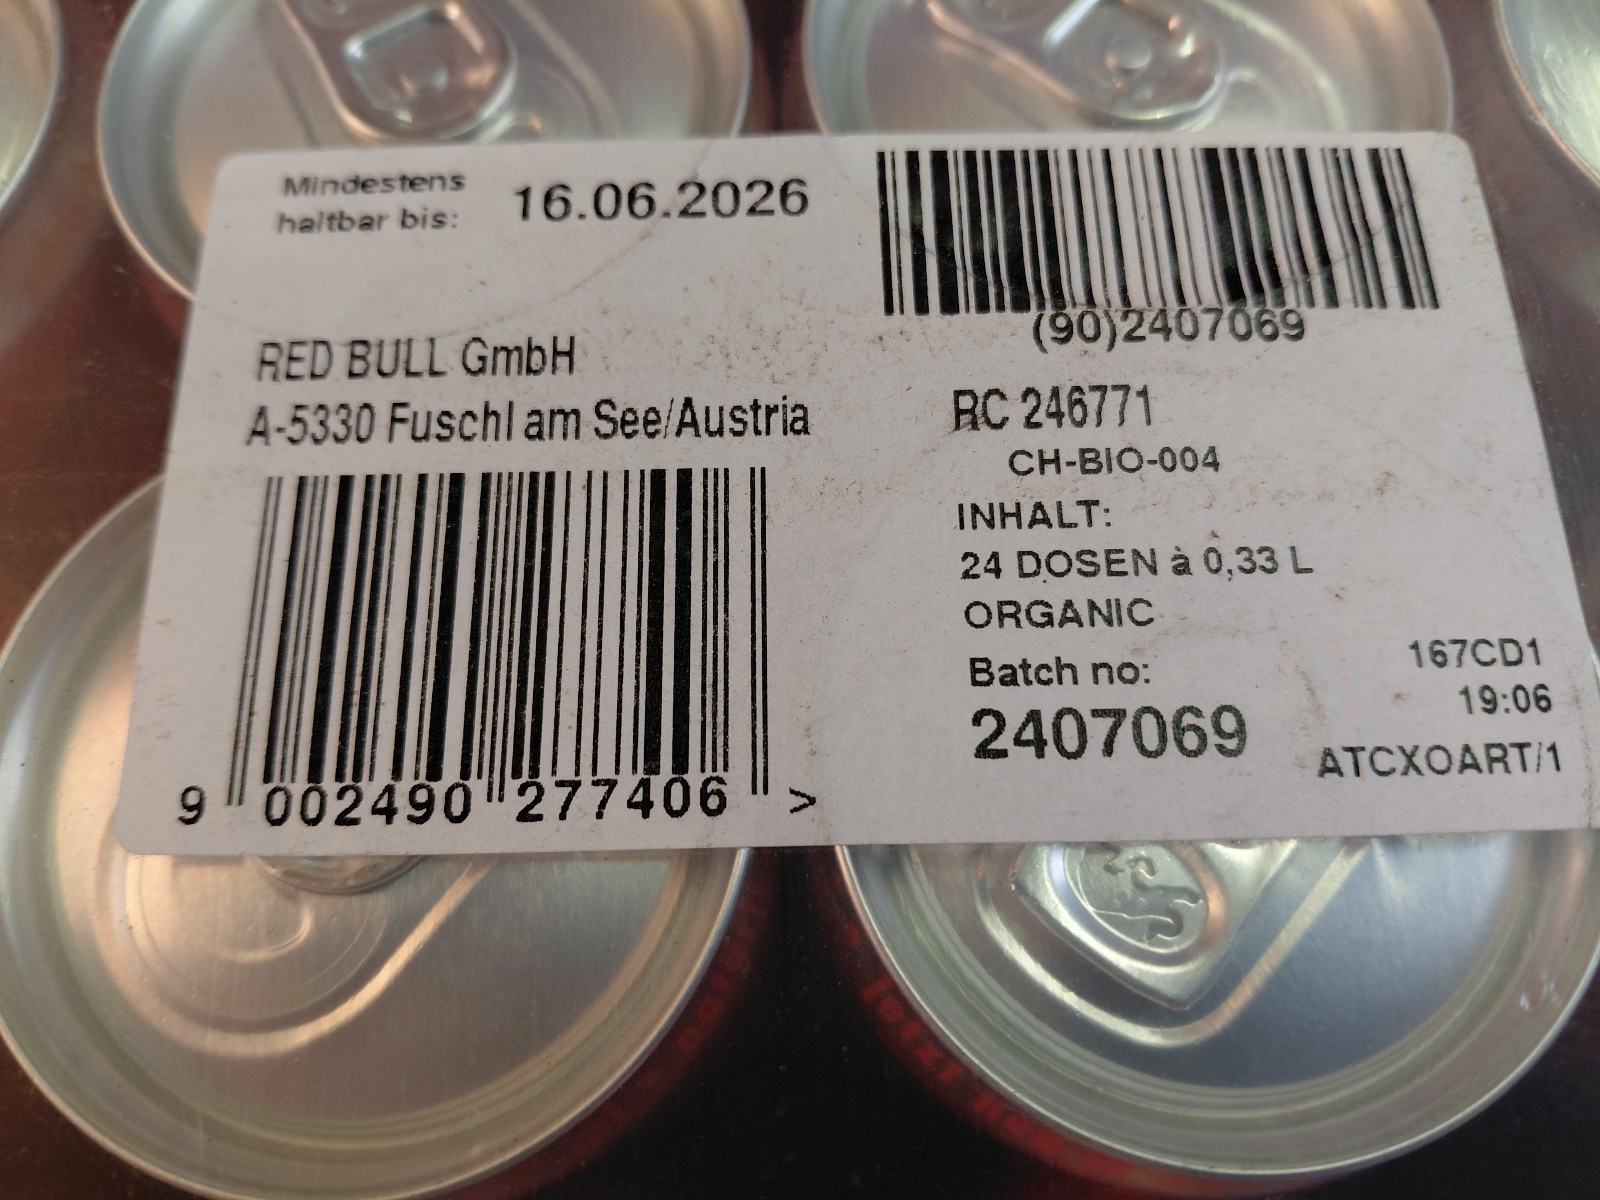 Mindestens
haltbar bis: 16.06.2026
(90)2407069
RED BULL GmbH
A-5330 Fuschl am See/Austria
9 002490 277406 >
RC 246771
CH-BIO-004
INHALT:
24 DOSEN à 0,33 L
ORGANIC
Batch no:
2407069
167CD1
19:06
ATCXOART/1